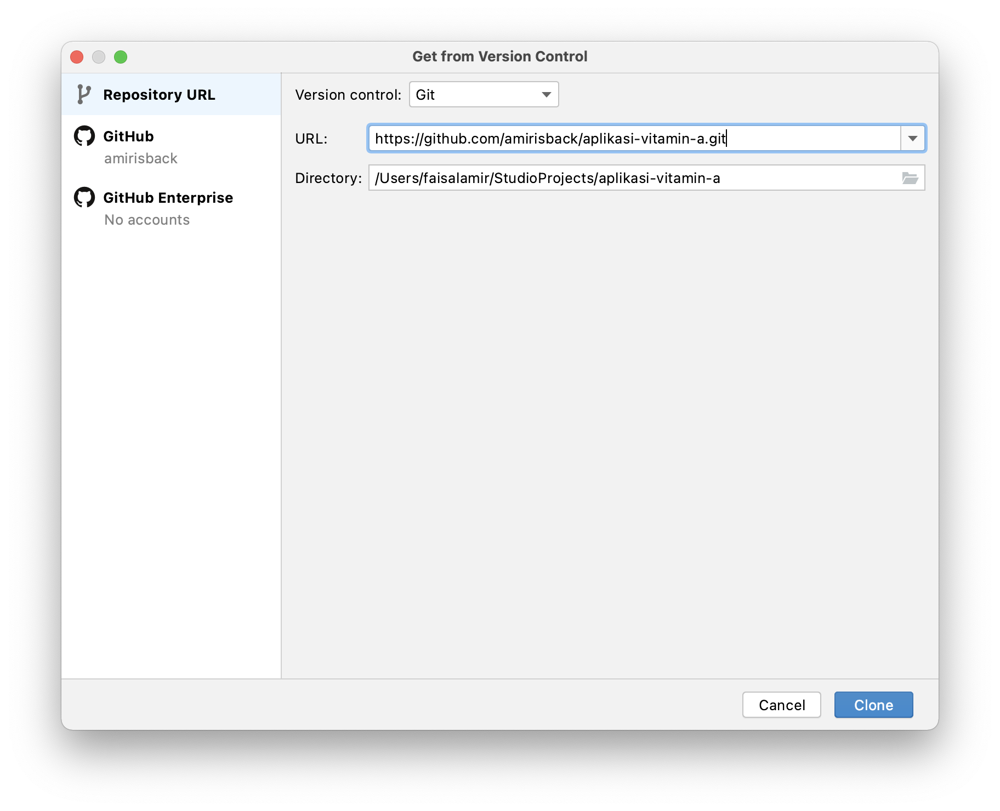 Get from Version Control
Repository URL
GitHub
amirisback
GitHub Enterprise
No accounts
Version control: Git
URL: https://github.com/amirisback/aplikasi-vitamin-a.git
Directory: /Users/faisalamir/StudioProjects/aplikasi-vitamin-a
Cancel Clone